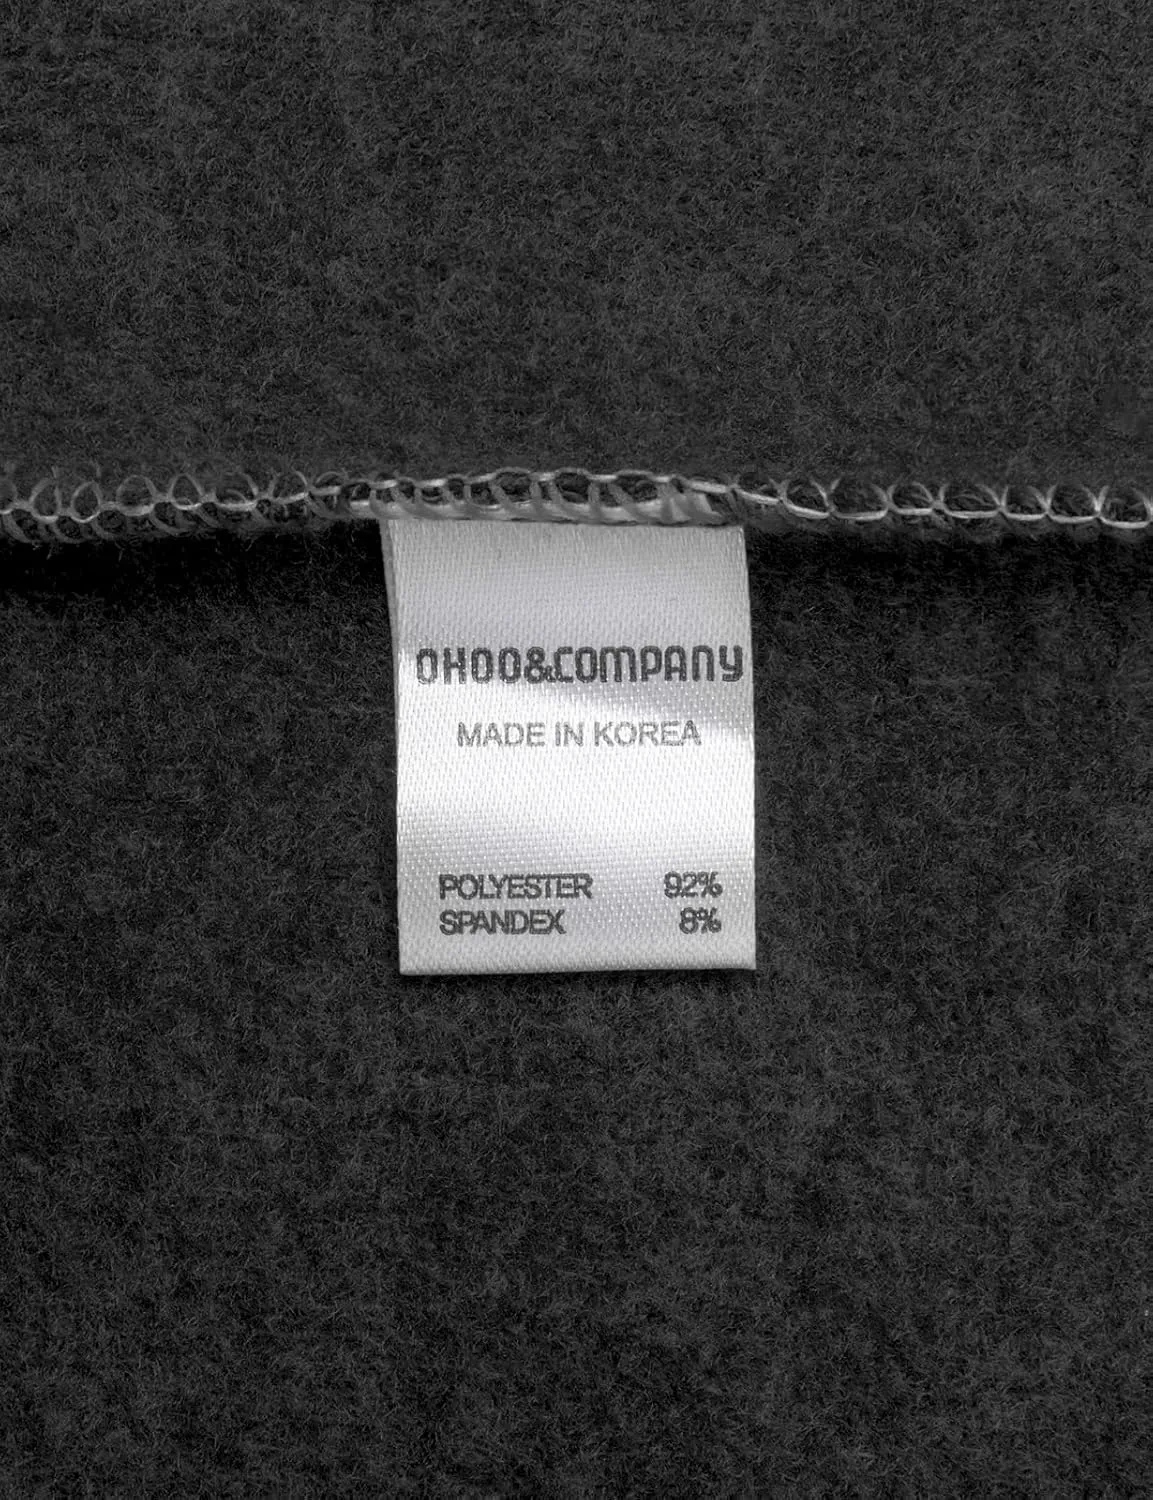 OHOO&COMPANY
MADE IN KOREA
POLYESTER 92%
SPANDEX 8%